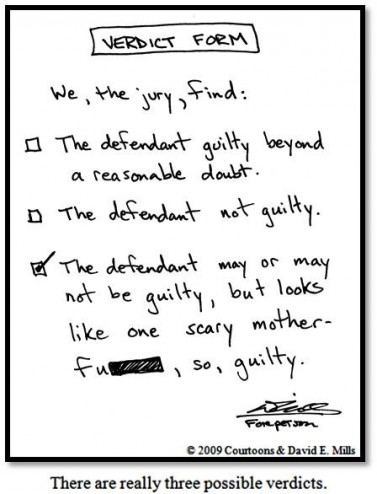 VERDICT FORM
We, the jury, find:
The defendant guilty beyond
a reasonable doubt.
The defendant not guilty.
The defendant may or may
not be guilty, but looks
like one scary mother-
fu , so, guilty.
Foreperson
© 2009 Courtoons & David E. Mills
There are really three possible verdicts.